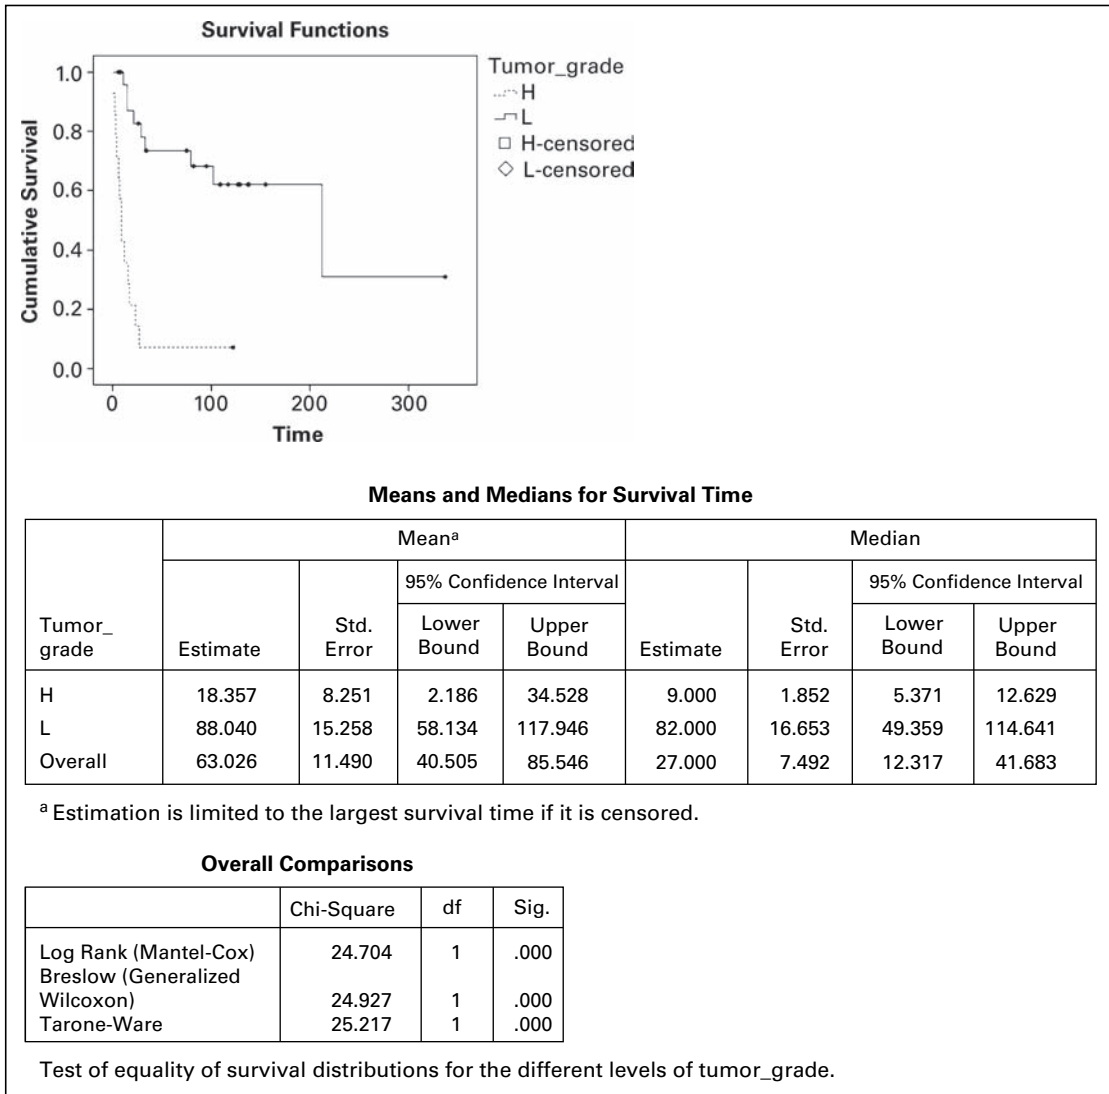 Survival Functions
Cumulative Survival
1.0
0.8
0.6
0.4
0.2
0.0
0 100 200 300
Time
Tumor_grade
H
L
H-censored
L-censored
Means and Medians for Survival Time
Tumor_
grade
Meanᵃ Median
95% Confidence Interval 95% Confidence Interval
Estimate Std. Error Lower Bound Upper Bound Estimate Std. Error Lower Bound Upper Bound
H 18.357 8.251 2.186 34.528 9.000 1.852 5.371 12.629
L 88.040 15.258 58.134 117.946 82.000 16.653 49.359 114.641
Overall 63.026 11.490 40.505 85.546 27.000 7.492 12.317 41.683
ᵃ Estimation is limited to the largest survival time if it is censored.
Overall Comparisons
Chi-Square df Sig.
Log Rank (Mantel-Cox) 24.704 1 .000
Breslow (Generalized
Wilcoxon) 24.927 1 .000
Tarone-Ware 25.217 1 .000
Test of equality of survival distributions for the different levels of tumor_grade.